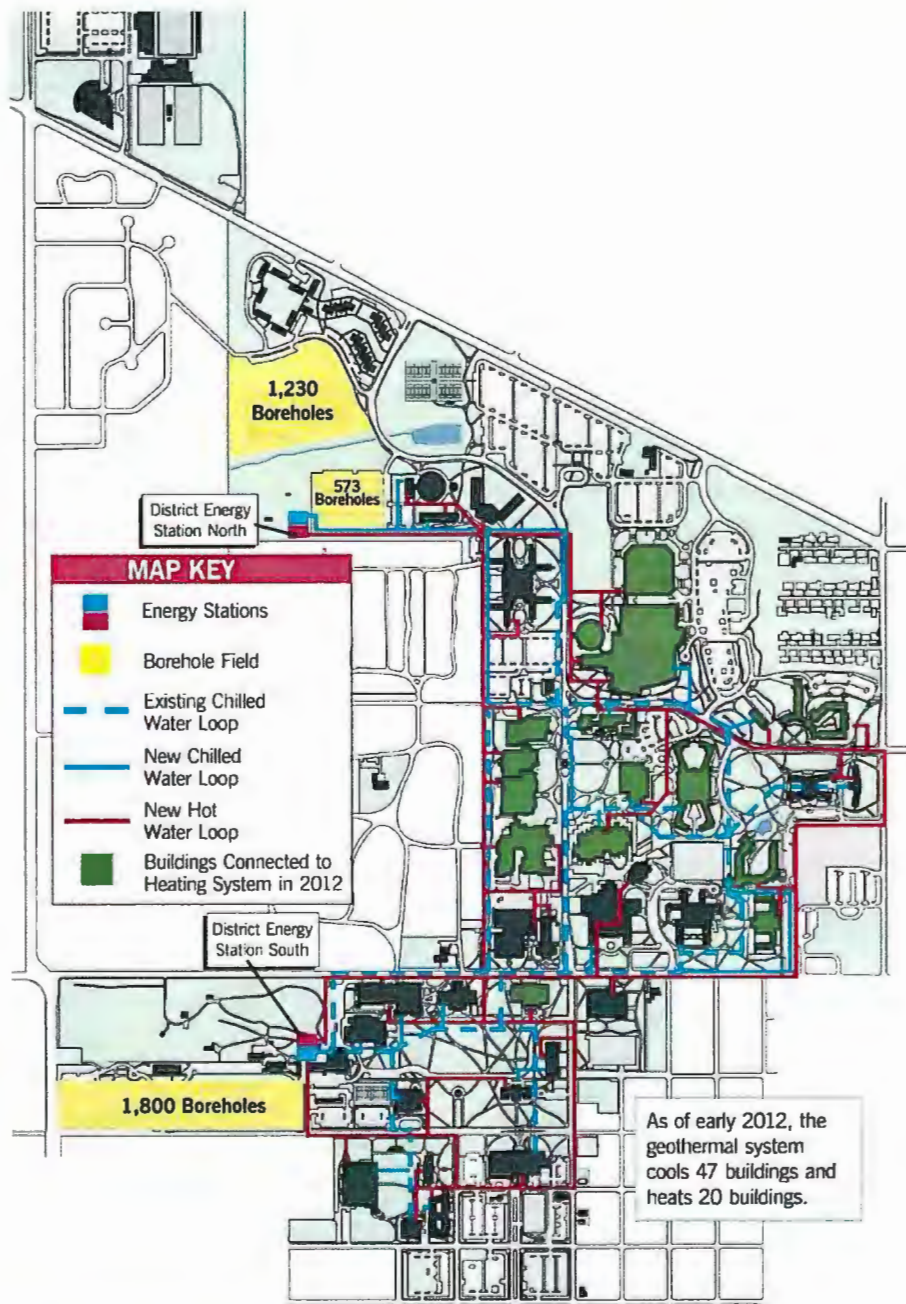 1,230
Boreholes
573
Boreholes
District Energy
Station North
MAP KEY
Energy Stations
Borehole Field
Existing Chilled
Water Loop
New Chilled
Water Loop
New Hot
Water Loop
Buildings Connected to
Heating System in 2012
District Energy
Station South
1,800 Boreholes
As of early 2012, the
geothermal system
cools 47 buildings and
heats 20 buildings.